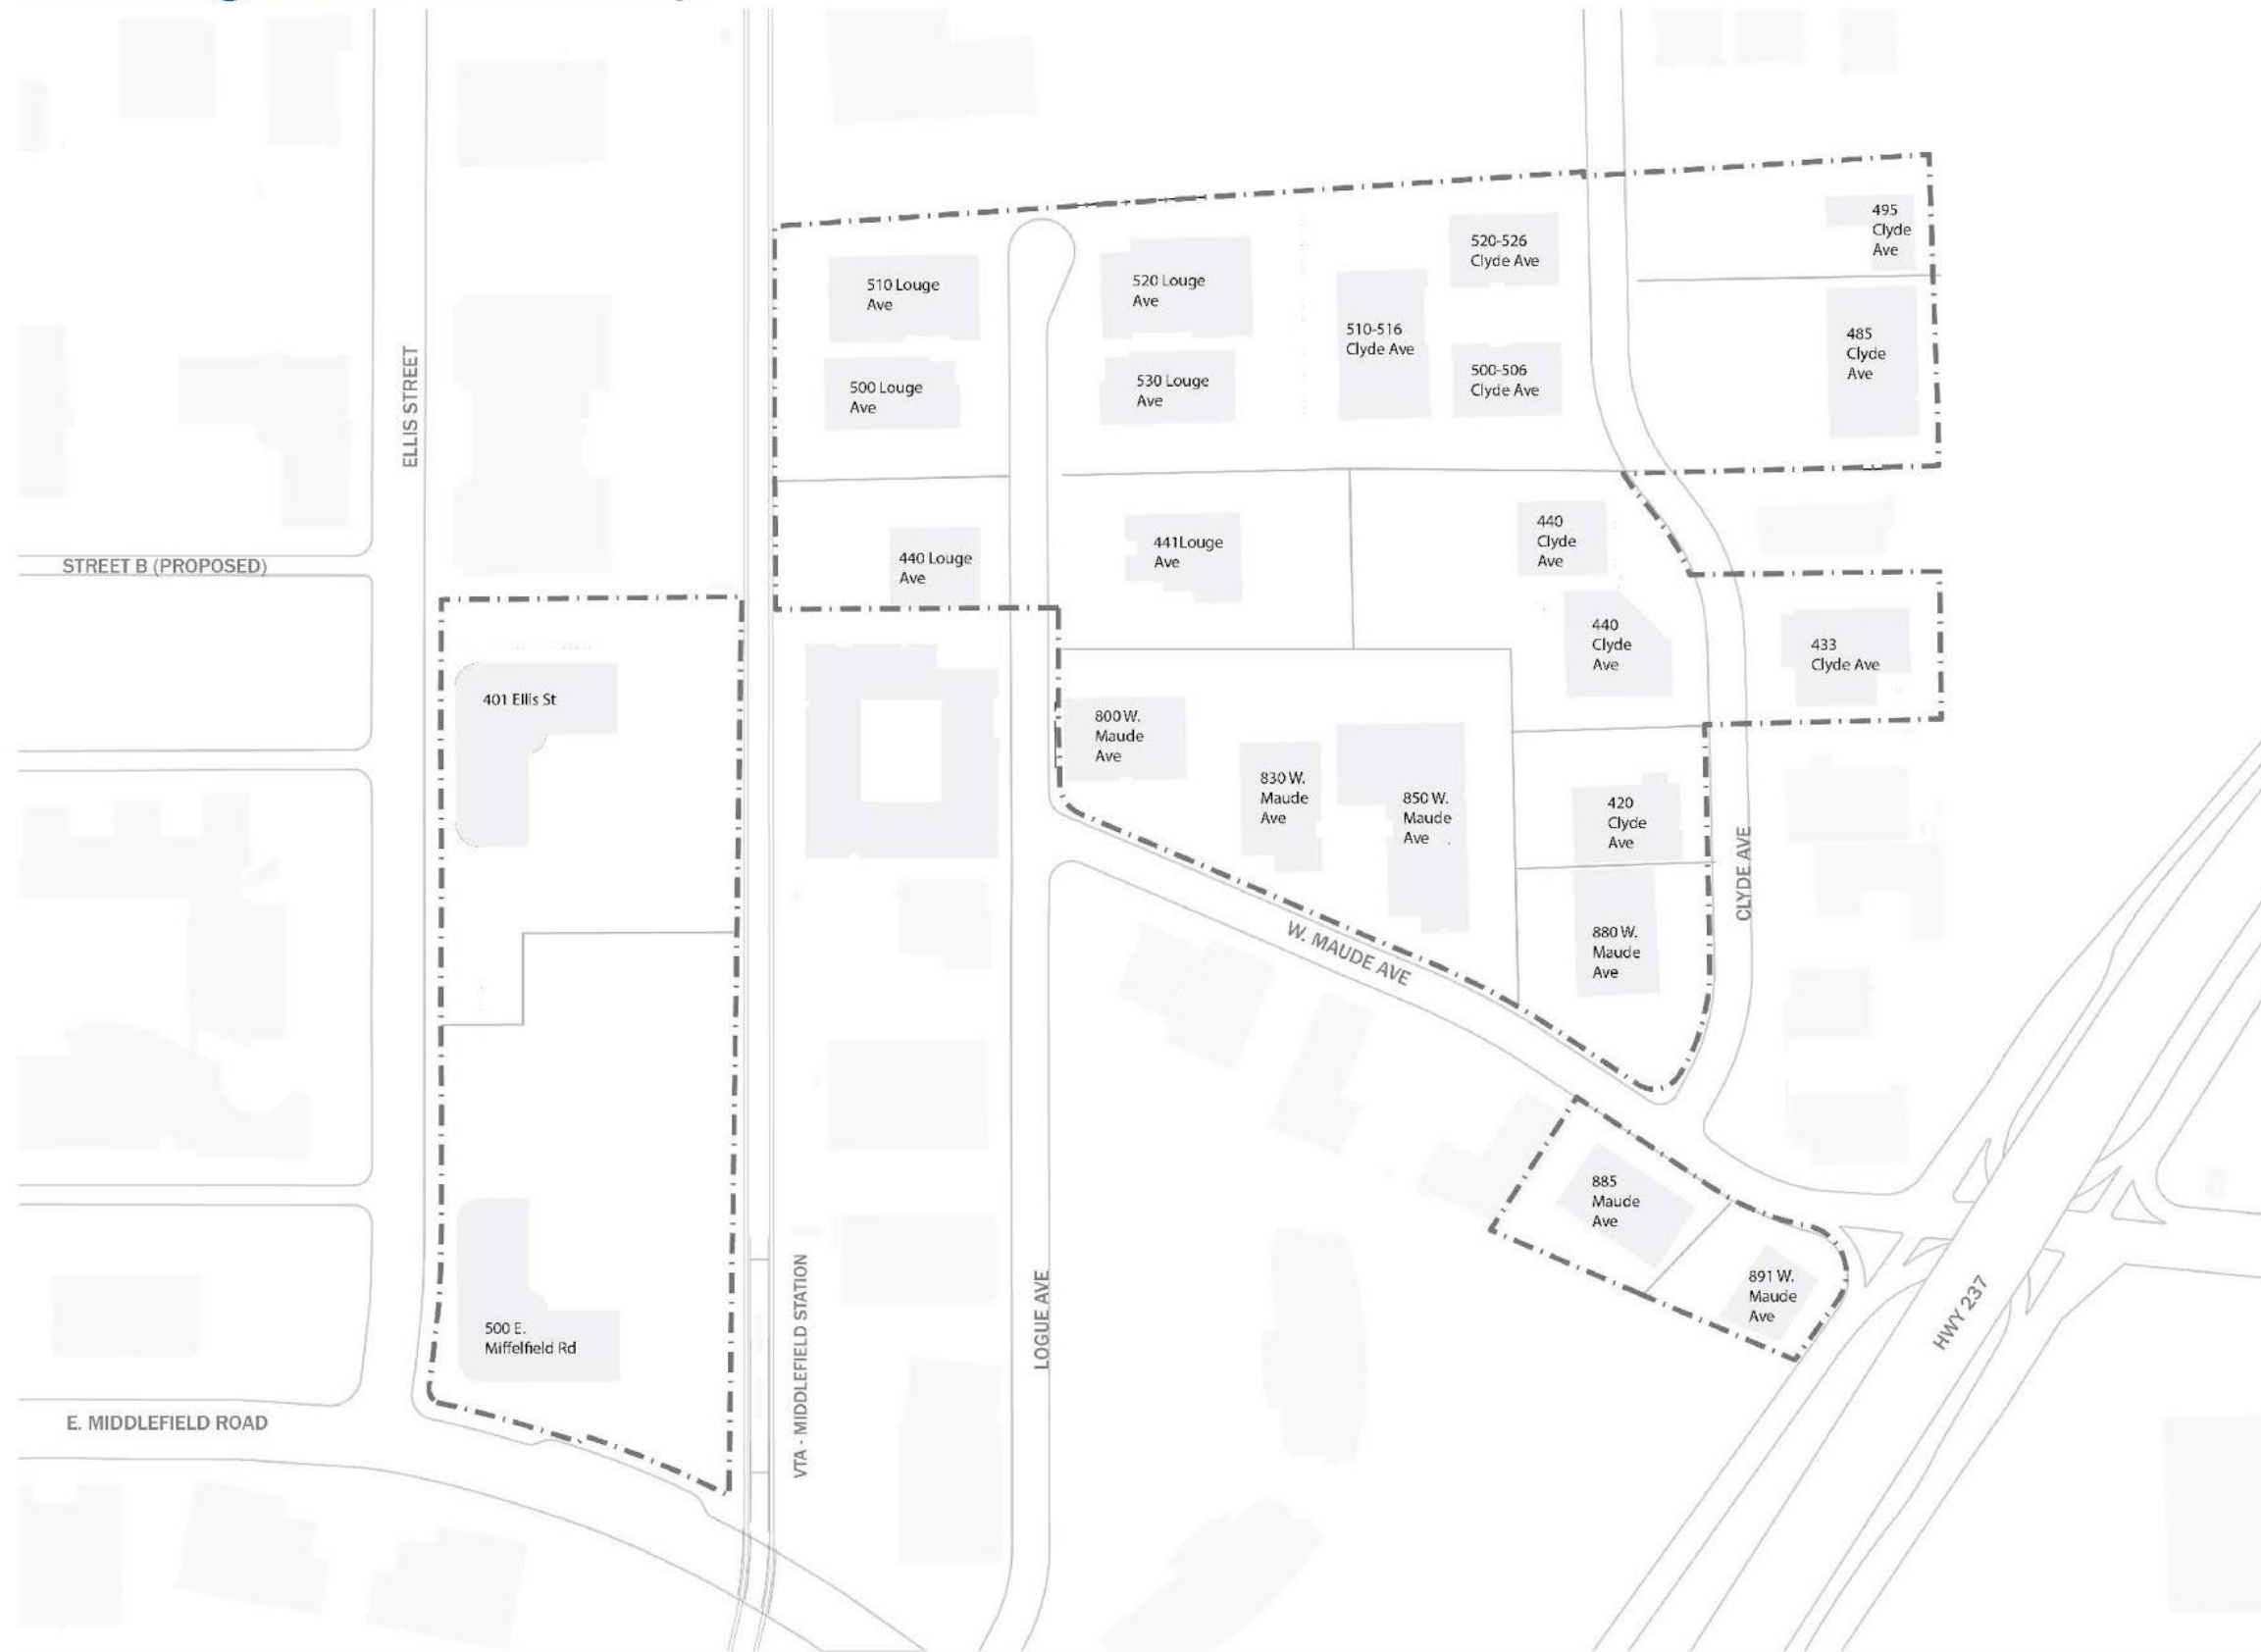 495
Clyde
Ave
520-526
Clyde Ave
510 Louge
Ave
520 Louge
Ave
510-516
Clyde Ave
485
Clyde
Ave
500 Louge
Ave
530 Louge
Ave
500-506
Clyde Ave
ELLIS STREET
STREET B (PROPOSED)
440 Louge
Ave
441Louge
Ave
440
Clyde
Ave
440
Clyde
Ave
433
Clyde Ave
401 Ellis St
800 W.
Maude
Ave
830 W.
Maude
Ave
850 W.
Maude
Ave
420
Clyde
Ave
CLYDE AVE
W. MAUDE AVE
880 W.
Maude
Ave
885
Maude
Ave
891 W.
Maude
Ave
HWY 237
500 E.
Miffelfield Rd
VTA - MIDDLEFIELD STATION
LOGUE AVE
E. MIDDLEFIELD ROAD